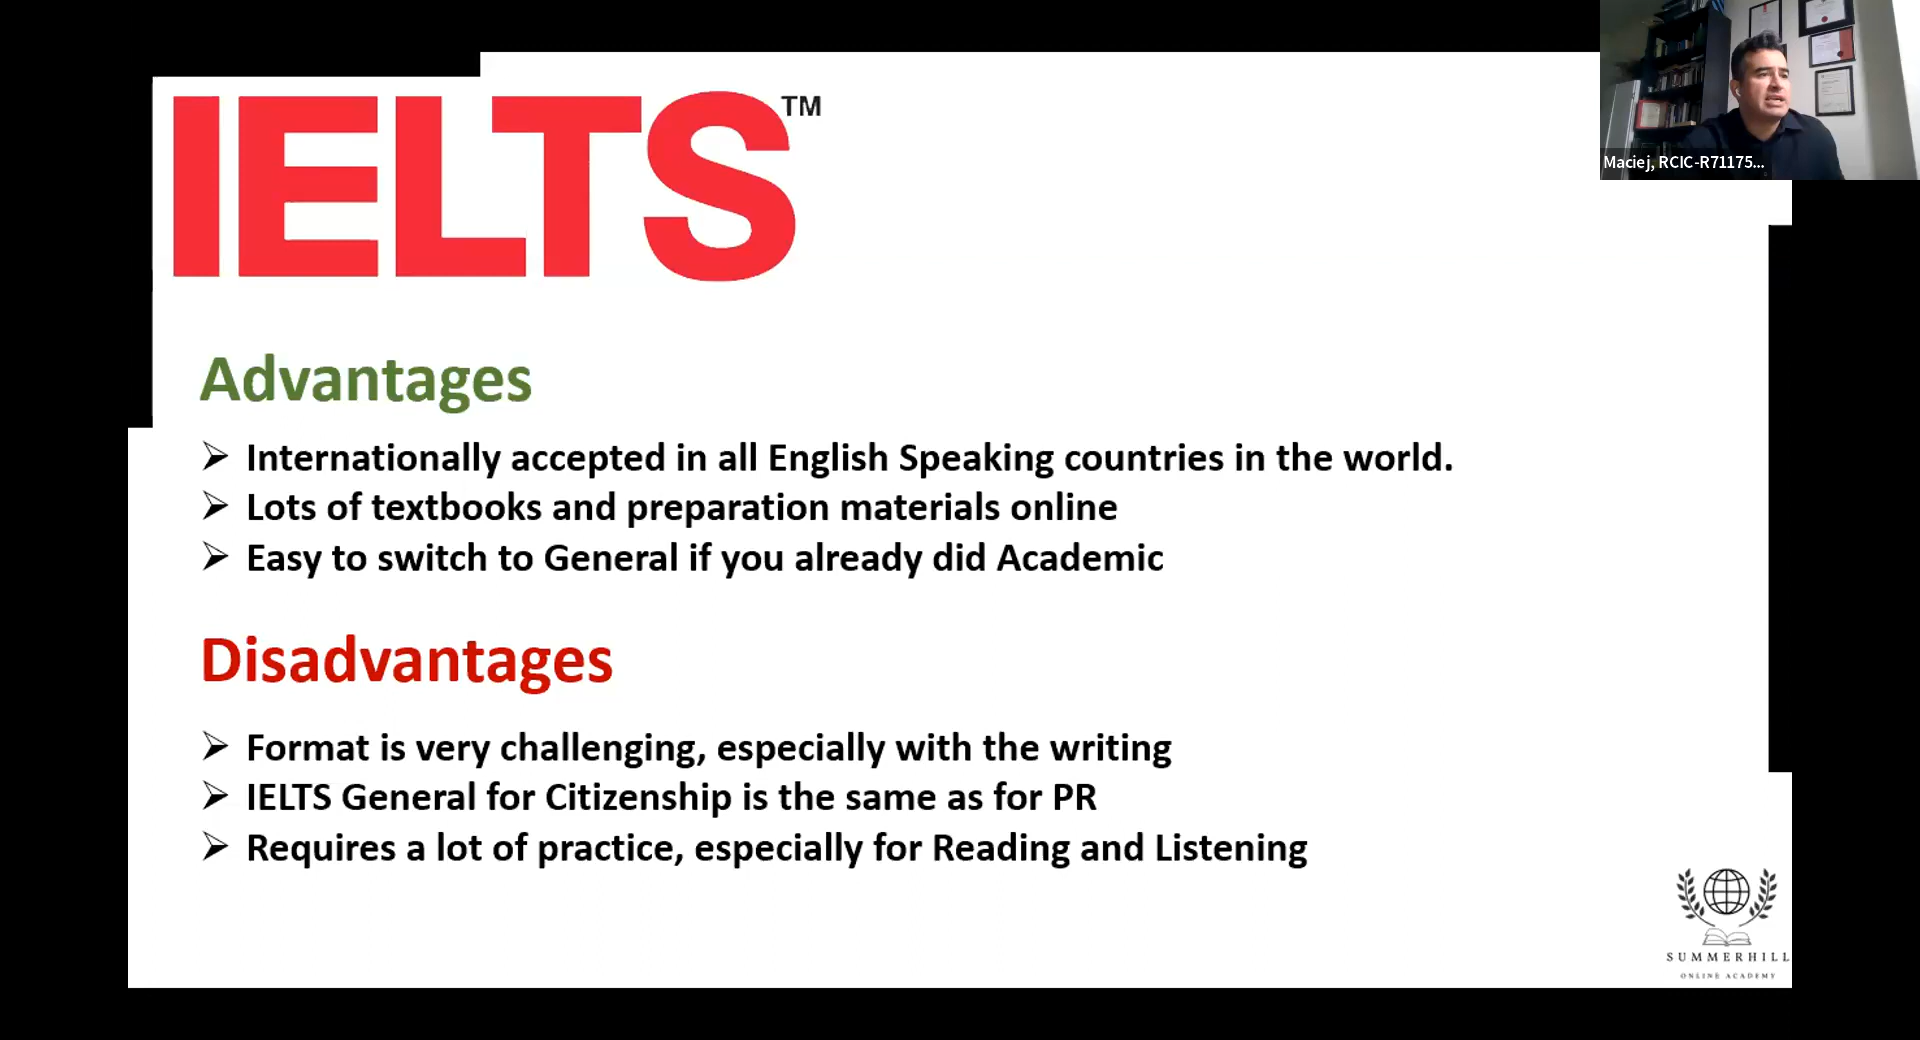 IELTS™
Maciej, RCIC-R71175...
Advantages
Internationally accepted in all English Speaking countries in the world.
Lots of textbooks and preparation materials online
Easy to switch to General if you already did Academic
Disadvantages
Format is very challenging, especially with the writing
IELTS General for Citizenship is the same as for PR
Requires a lot of practice, especially for Reading and Listening
SUMMERHILL
ONLINE ACADEMY